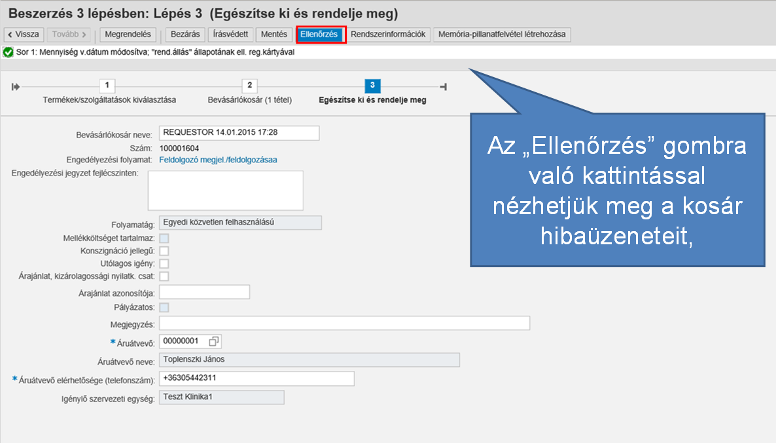 Beszerzés 3 lépésben: Lépés 3 (Egészítse ki és rendelje meg)
Vissza Tovább Megrendelés Bezárás Írásvédett Mentés Ellenőrzés Rendszerinformációk Memória-pillanatfelvétel létrehozása
Sor 1: Mennyiség v.dátum módosítva; "rend.állás" állapotának ell. reg.kártyával
1 2 3
Termékek/szolgáltatások kiválasztása Bevásárlókosár (1 tétel) Egészítse ki és rendelje meg
Bevásárlókosár neve: REQUESTOR 14.01.2015 17:28
Szám: 100001604
Engedélyezési folyamat: Feldolgozó megjel./feldolgozásaa
Engedélyezési jegyzet fejlécszinten:
Folyamatág: Egyedi közvetlen felhasználású
Mellékköltséget tartalmaz:
Konszignáció jellegű:
Utólagos igény:
Árajánlat, kizárolagossági nyilatk. csat:
Árajánlat azonosítója:
Pályázatos:
Megjegyzés:
* Áruátvevő: 00000001
Áruátvevő neve: Toplenszki János
* Áruátvevő elérhetősége (telefonszám): +36305442311
Igénylő szervezeti egység: Teszt Klinika1
Az „Ellenőrzés” gombra
való kattintással
nézhetjük meg a kosár
hibaüzeneteit,